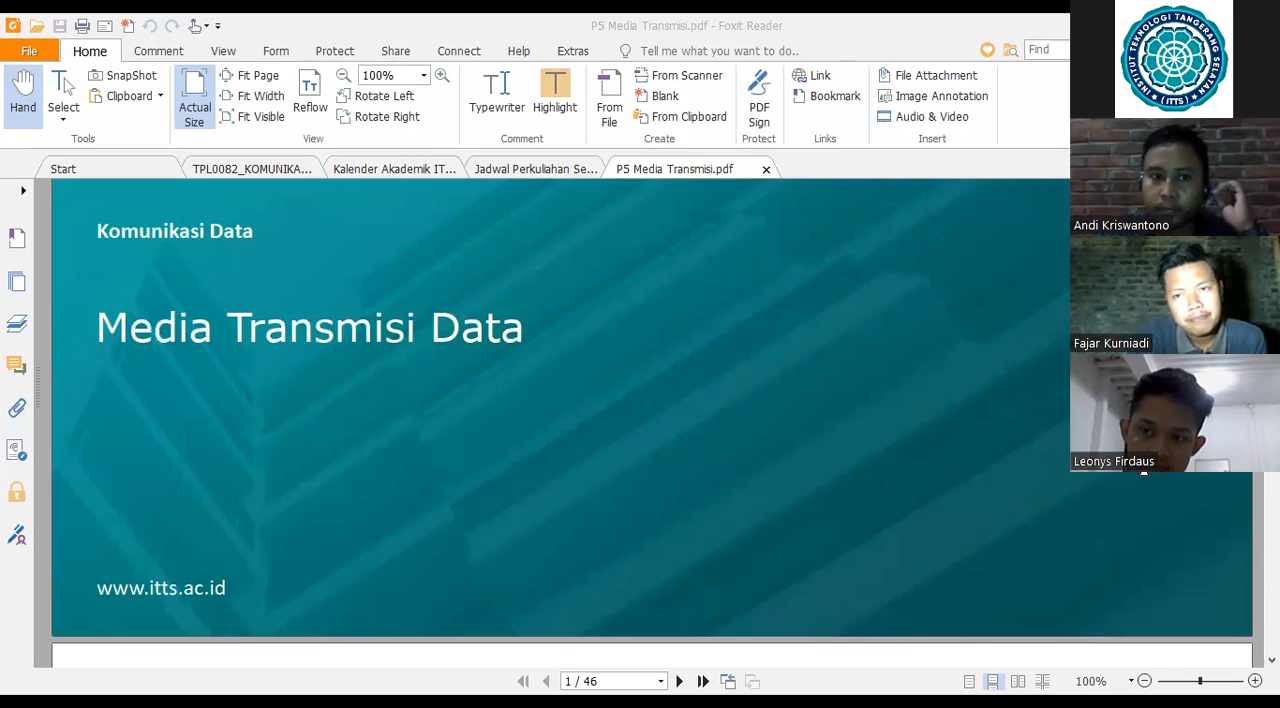 P5 Media Transmisi.pdf - Foxit Reader
File
Home
Comment
View
Form
Protect
Share
Connect
Help
Extras
Tell me what you want to do..
Find
Hand
Select
SnapShot
Clipboard
Tools
Actual Size
Fit Page
Fit Width
Fit Visible
Reflow
100%
Rotate Left
Rotate Right
View
Typewriter
Highlight
Comment
From File
From Scanner
Blank
From Clipboard
Create
PDF Sign
Protect
Link
Bookmark
Links
File Attachment
Image Annotation
Audio & Video
Insert
Start
TPL0082_KOMUNIKA...
Kalender Akademik IT...
Jadwal Perkuliahan Se...
P5 Media Transmisi.pdf
Komunikasi Data
Media Transmisi Data
www.itts.ac.id
INSTITUT TEKNOLOGI TANGERANG SELATAN
(ITTS)
Andi Kriswantono
Fajar Kurniadi
Leonys Firdaus
1 / 46
100%